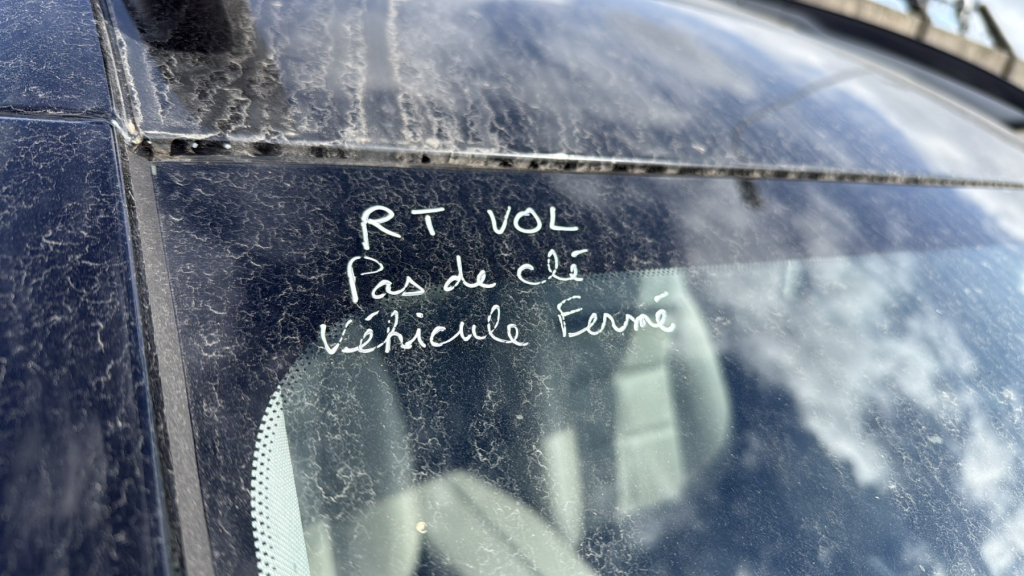 RT VOL
Pas de clé
Véhicule Fermé